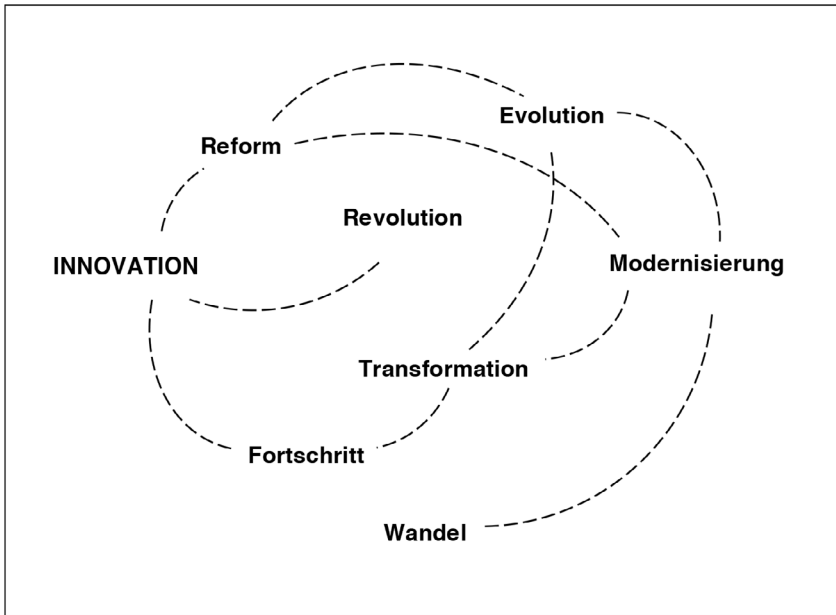 Evolution
Reform
Revolution
INNOVATION
Modernisierung
Transformation
Fortschritt
Wandel